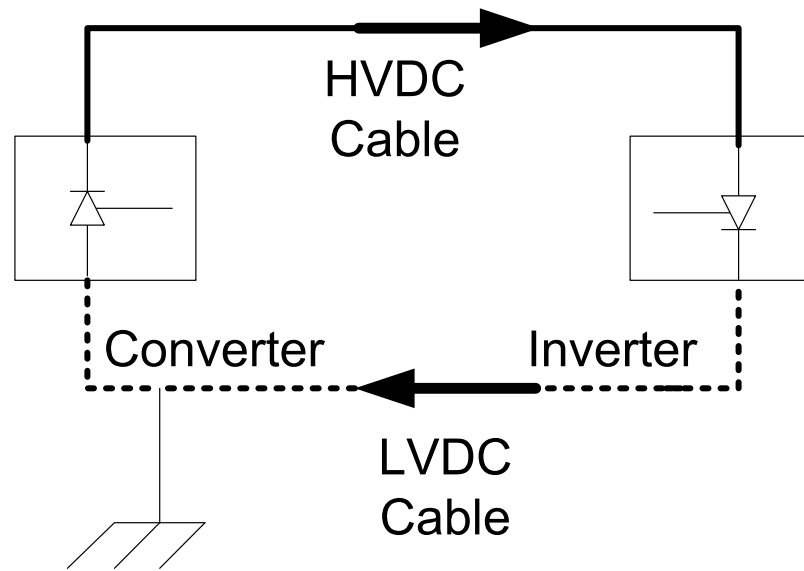 HVDC
Cable
Converter
Inverter
LVDC
Cable